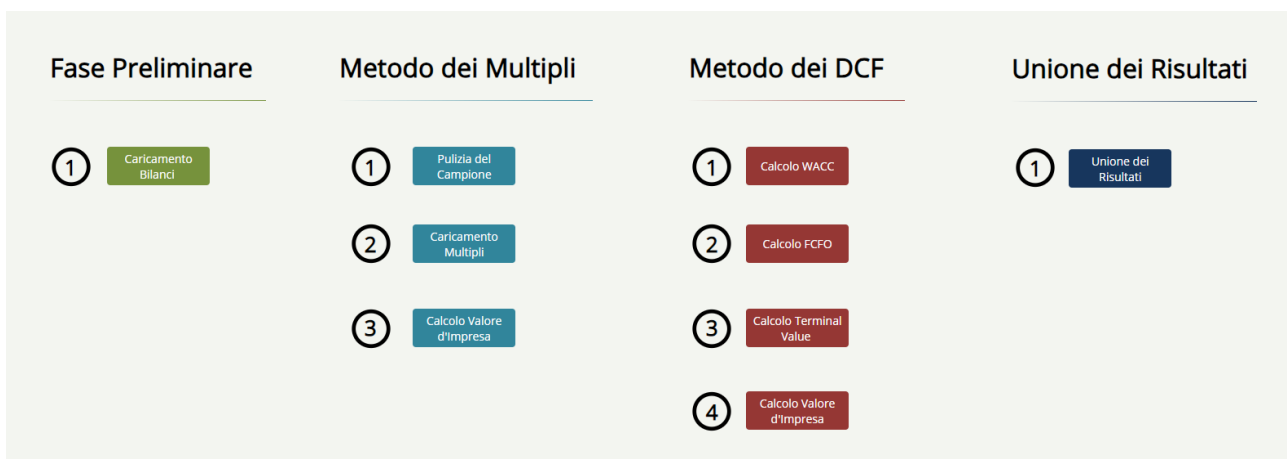 Fase Preliminare
1
Caricamento
Bilanci
Metodo dei Multipli
1
Pulizia del
Campione
2
Caricamento
Multipli
3
Calcolo Valore
d'Impresa
Metodo dei DCF
1
Calcolo WACC
2
Calcolo FCFO
3
Calcolo Terminal
Value
4
Calcolo Valore
d'Impresa
Unione dei Risultati
1
Unione dei
Risultati